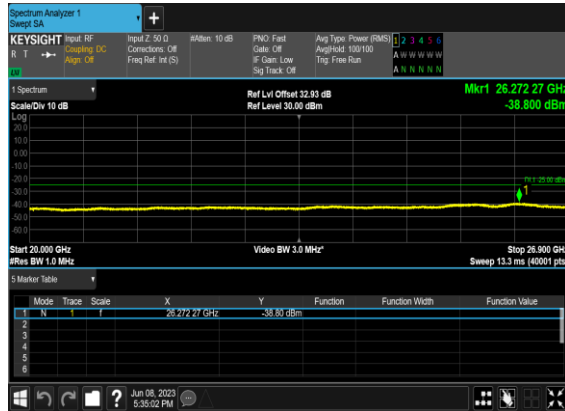 Spectrum Analyzer 1
Swept SA
+
KEYSIGHT
R T
Input: RF
Coupling: DC
Align: Off
Input Z: 50 Ω
Corrections: Off
Freq Ref: Int (S)
#Atten: 10 dB
PNO: Fast
Gate: Off
IF Gain: Low
Sig Track: Off
Avg Type: Power (RMS)
Avg|Hold: 100/100
Trig: Free Run
1 2 3 4 5 6
A W W W W W
A N N N N N
1 Spectrum
Scale/Div 10 dB
Ref Lvl Offset 32.93 dB
Ref Level 30.00 dBm
Mkr1 26.272 27 GHz
-38.800 dBm
Log
20.0
10.0
0.00
-10.0
-20.0
-30.0
-40.0
-50.0
-60.0
-25.00 dBm
1
Start 20.000 GHz
#Res BW 1.0 MHz
Video BW 3.0 MHz*
Stop 26.900 GHz
Sweep 13.3 ms (40001 pts
5 Marker Table
Mode Trace Scale X Y Function Function Width Function Value
1 N 1 f 26.272 27 GHz -38.80 dBm
2
3
4
5
6
?
Jun 08, 2023
5:35:02 PM